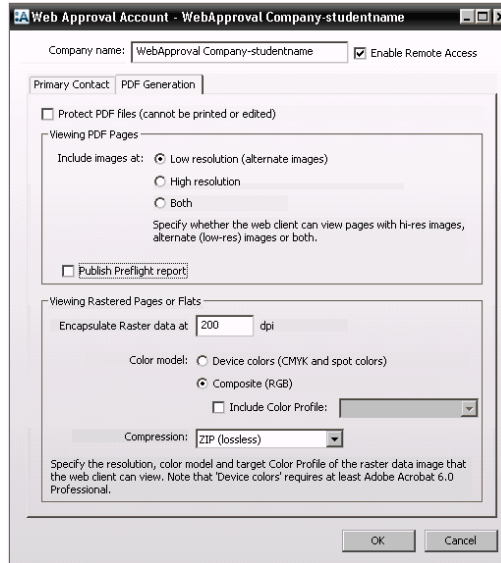 :A Web Approval Account - WebApproval Company-studentname
Company name: WebApproval Company-studentname Enable Remote Access
Primary Contact PDF Generation
Protect PDF files (cannot be printed or edited)
Viewing PDF Pages
Include images at: Low resolution (alternate images)
High resolution
Both
Specify whether the web client can view pages with hi-res images,
alternate (low-res) images or both.
Publish Preflight report
Viewing Rastered Pages or Flats
Encapsulate Raster data at 200 dpi
Color model: Device colors (CMYK and spot colors)
Composite (RGB)
Include Color Profile:
Compression: ZIP (lossless)
Specify the resolution, color model and target Color Profile of the raster data image that
the web client can view. Note that 'Device colors' requires at least Adobe Acrobat 6.0
Professional.
OK Cancel